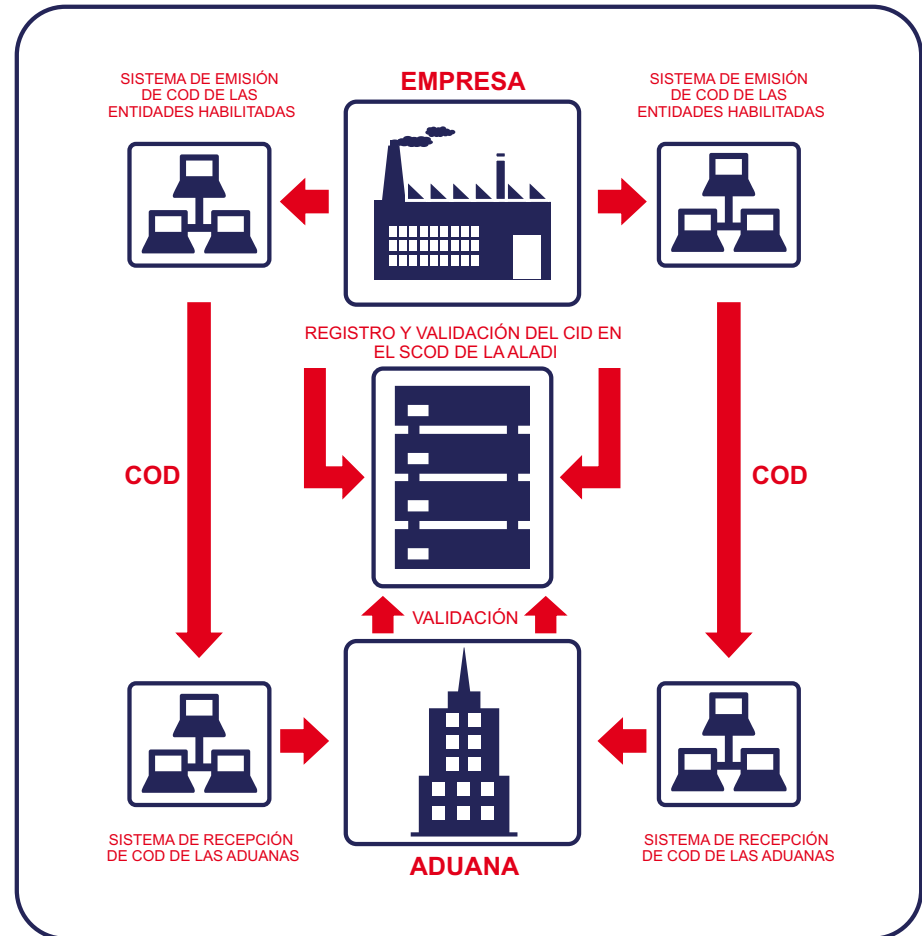 SISTEMA DE EMISIÓN
DE COD DE LAS
ENTIDADES HABILITADAS
EMPRESA
SISTEMA DE EMISIÓN
DE COD DE LAS
ENTIDADES HABILITADAS
REGISTRO Y VALIDACIÓN DEL CID EN
EL SCOD DE LA ALADI
COD
COD
VALIDACIÓN
SISTEMA DE RECEPCIÓN
DE COD DE LAS ADUANAS
ADUANA
SISTEMA DE RECEPCIÓN
DE COD DE LAS ADUANAS